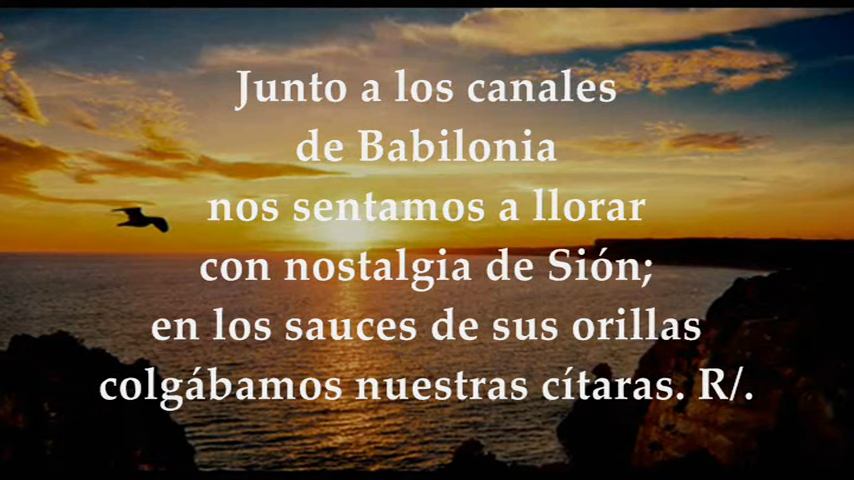 Junto a los canales
de Babilonia
nos sentamos a llorar
con nostalgia de Sión;
en los sauces de sus orillas
colgábamos nuestras cítaras. R/.